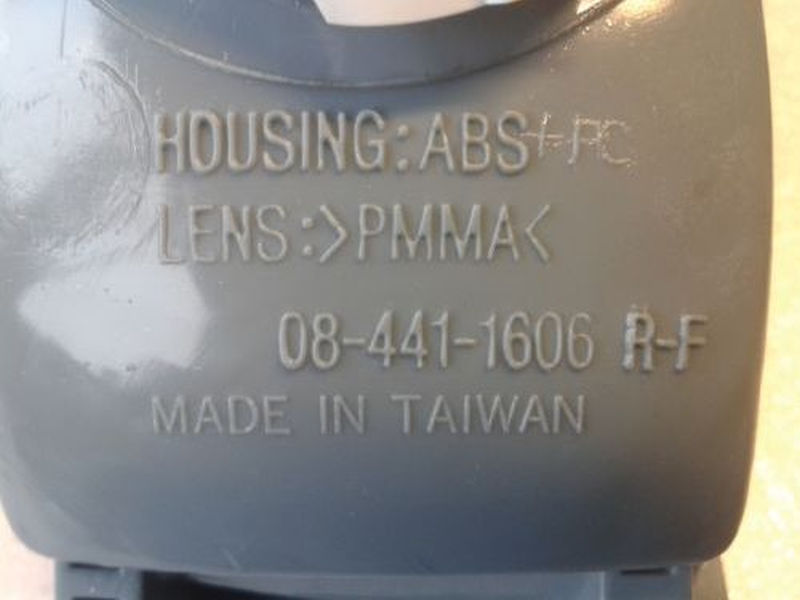 HOUSING:ABS+PC
LENS:>PMMA<
08-441-1606 R-F
MADE IN TAIWAN